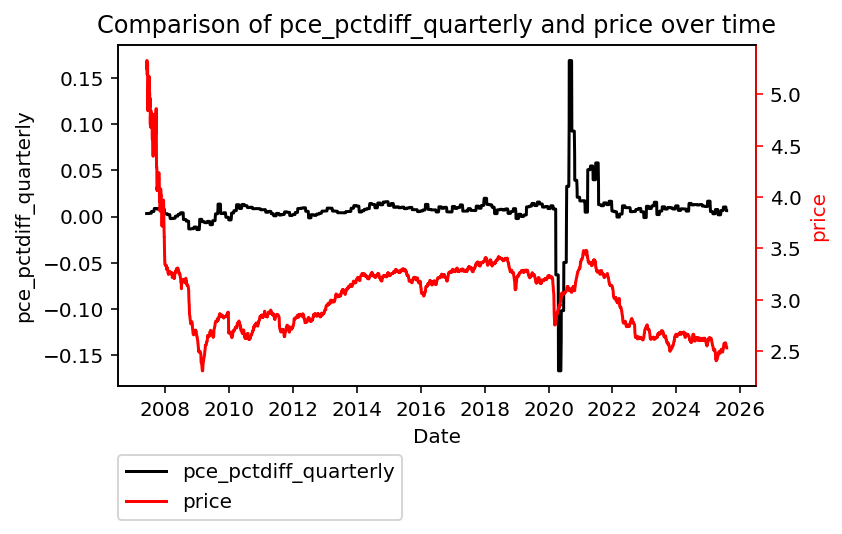 Comparison of pce_pctdiff_quarterly and price over time
pce_pctdiff_quarterly
0.15
0.10
0.05
0.00
−0.05
−0.10
−0.15
5.0
4.5
4.0
3.5
3.0
2.5
price
2008 2010 2012 2014 2016 2018 2020 2022 2024 2026
Date
pce_pctdiff_quarterly
price